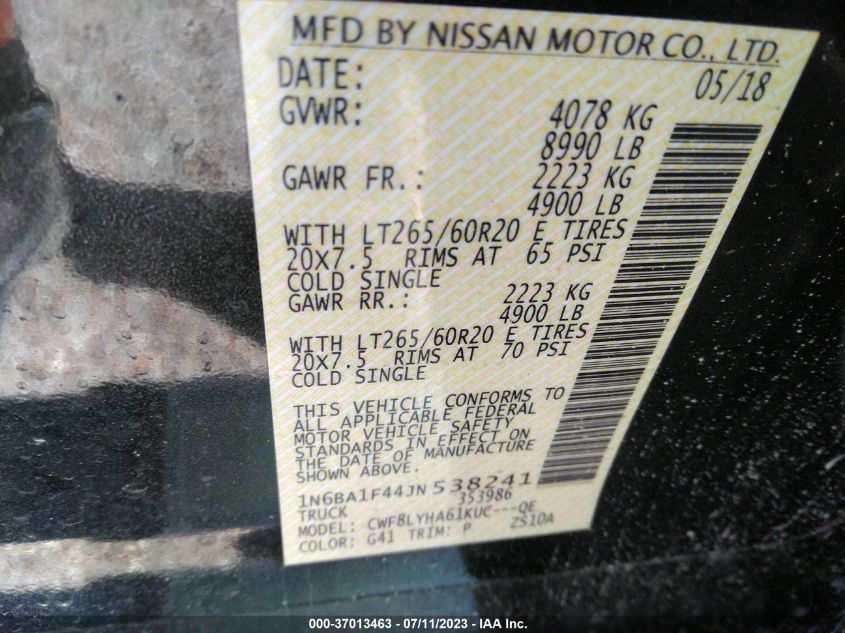 MFD BY NISSAN MOTOR CO., LTD.
DATE: 05/18
GVWR: 4078 KG
8990 LB
GAWR FR.: 2223 KG
4900 LB
WITH LT265/60R20 E TIRES
20X7.5 RIMS AT 65 PSI
COLD SINGLE
GAWR RR.: 2223 KG
4900 LB
WITH LT265/60R20 E TIRES
20X7.5 RIMS AT 70 PSI
COLD SINGLE
THIS VEHICLE CONFORMS TO
ALL APPLICABLE FEDERAL
MOTOR VEHICLE SAFETY
STANDARDS IN EFFECT ON
THE DATE OF MANUFACTURE
SHOWN ABOVE.
1N6BA1F44JN538241
TRUCK 353986
MODEL: CWF8LYHA61KUC---QE
COLOR: G41 TRIM: P ZS10A
000-37013463 - 07/11/2023 - IAA Inc.